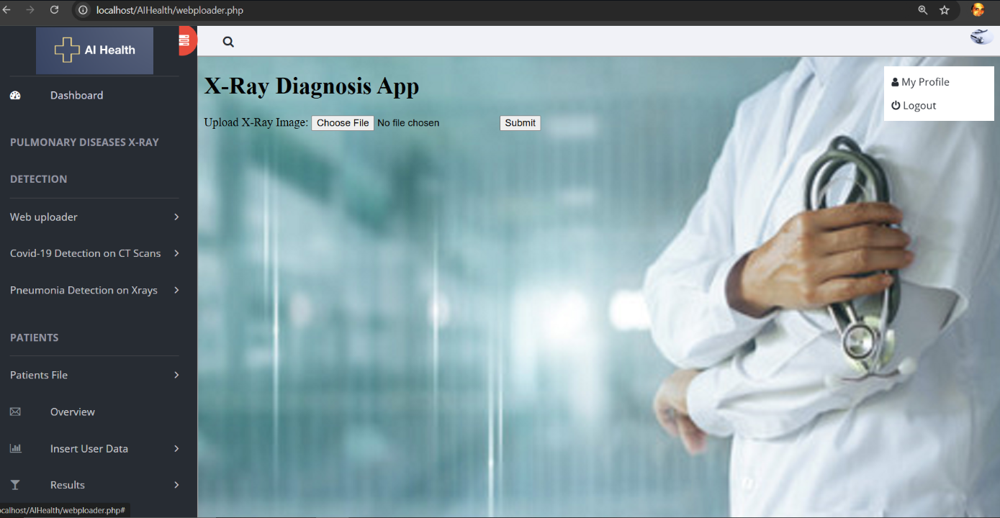 localhost/AIHealth/webploader.php
AI Health
Dashboard
PULMONARY DISEASES X-RAY
DETECTION
Web uploader
Covid-19 Detection on CT Scans
Pneumonia Detection on Xrays
PATIENTS
Patients File
Overview
Insert User Data
Results
X-Ray Diagnosis App
Upload X-Ray Image: Choose File No file chosen Submit
My Profile
Logout
ocalhost/AIHealth/webploader.php#